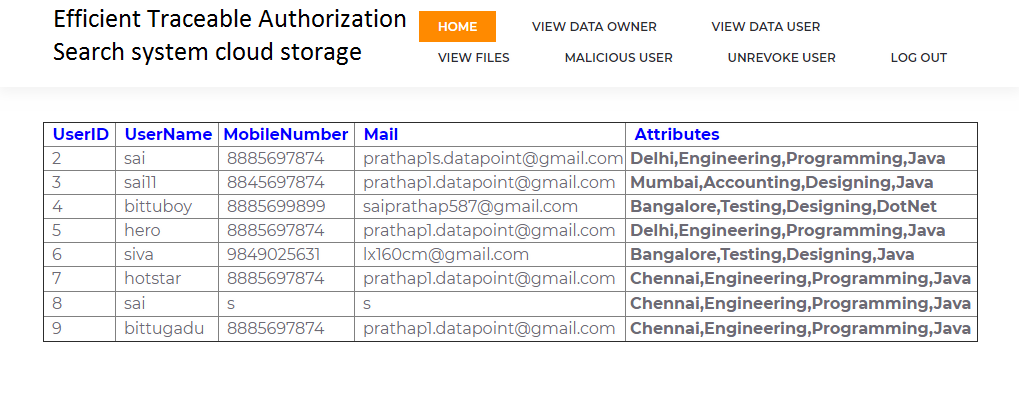 Efficient Traceable Authorization
Search system cloud storage
HOME VIEW DATA OWNER VIEW DATA USER
VIEW FILES MALICIOUS USER UNREVOKE USER LOG OUT
UserID UserName MobileNumber Mail Attributes
2 sai 8885697874 prathap1s.datapoint@gmail.com Delhi,Engineering,Programming,Java
3 sai11 8845697874 prathap1.datapoint@gmail.com Mumbai,Accounting,Designing,Java
4 bittuboy 8885699899 saiprathap587@gmail.com Bangalore,Testing,Designing,DotNet
5 hero 8885697874 prathap1.datapoint@gmail.com Delhi,Engineering,Programming,Java
6 siva 9849025631 lx160cm@gmail.com Bangalore,Testing,Designing,Java
7 hotstar 8885697874 prathap1.datapoint@gmail.com Chennai,Engineering,Programming,Java
8 sai s s Chennai,Engineering,Programming,Java
9 bittugadu 8885697874 prathap1.datapoint@gmail.com Chennai,Engineering,Programming,Java